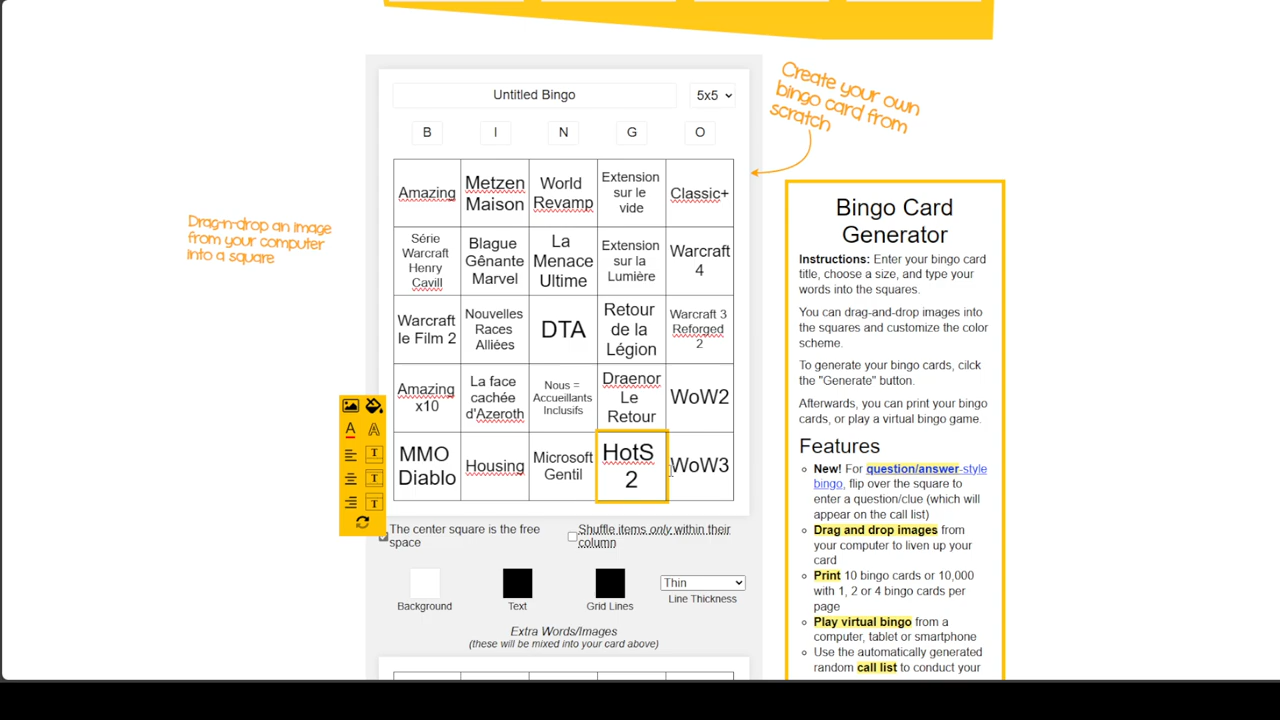 Create your own
bingo card from
scratch
Untitled Bingo
5x5
B
I
N
G
O
Amazing
Metzen
Maison
World
Revamp
Extension
sur le
vide
Classic+
Drag-n-drop an image
from your computer
into a square
Série
Warcraft
Henry
Cavill
Blague
Gênante
Marvel
La
Menace
Ultime
Extension
sur la
Lumière
Warcraft
4
Warcraft
le Film 2
Nouvelles
Races
Alliées
DTA
Retour
de la
Légion
Warcraft 3
Reforged
2
Amazing
x10
La face
cachée
d'Azeroth
Nous =
Accueillants
Inclusifs
Draenor
Le
Retour
WoW2
MMO
Diablo
Housing
Microsoft
Gentil
HotS
2
WoW3
A
A
T
T
T
The center square is the free
space
Shuffle items only within their
column
Background
Text
Grid Lines
Thin
Line Thickness
Extra Words/Images
(these will be mixed into your card above)
Bingo Card
Generator
Instructions: Enter your bingo card
title, choose a size, and type your
words into the squares.
You can drag-and-drop images into
the squares and customize the color
scheme.
To generate your bingo cards, cilck
the "Generate" button.
Afterwards, you can print your bingo
cards, or play a virtual bingo game.
Features
New! For question/answer-style
bingo, flip over the square to
enter a question/clue (which will
appear on the call list)
Drag and drop images from
your computer to liven up your
card
Print 10 bingo cards or 10,000
with 1, 2 or 4 bingo cards per
page
Play virtual bingo from a
computer, tablet or smartphone
Use the automatically generated
random call list to conduct your